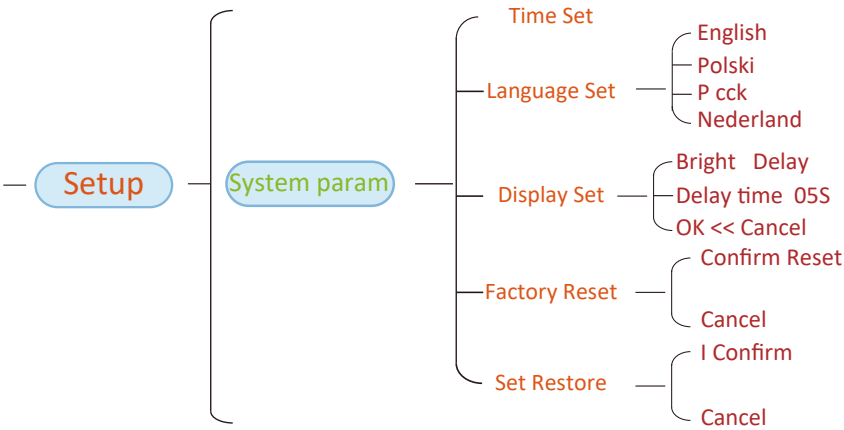 Setup
System param
Time Set
Language Set
English
Polski
P cck
Nederland
Display Set
Bright Delay
Delay time 05S
OK << Cancel
Factory Reset
Confirm Reset
Cancel
Set Restore
I Confirm
Cancel